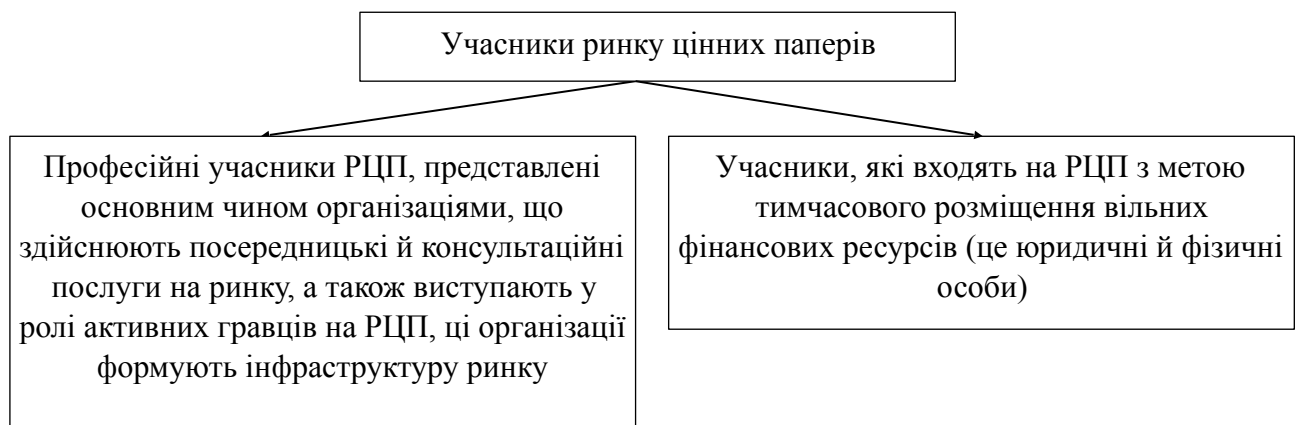 Учасники ринку цінних паперів
Професійні учасники РЦП, представлені
основним чином організаціями, що
здійснюють посередницькі й консультаційні
послуги на ринку, а також виступають у
ролі активних гравців на РЦП, ці організації
формують інфраструктуру ринку
Учасники, які входять на РЦП з метою
тимчасового розміщення вільних
фінансових ресурсів (це юридичні й фізичні
особи)